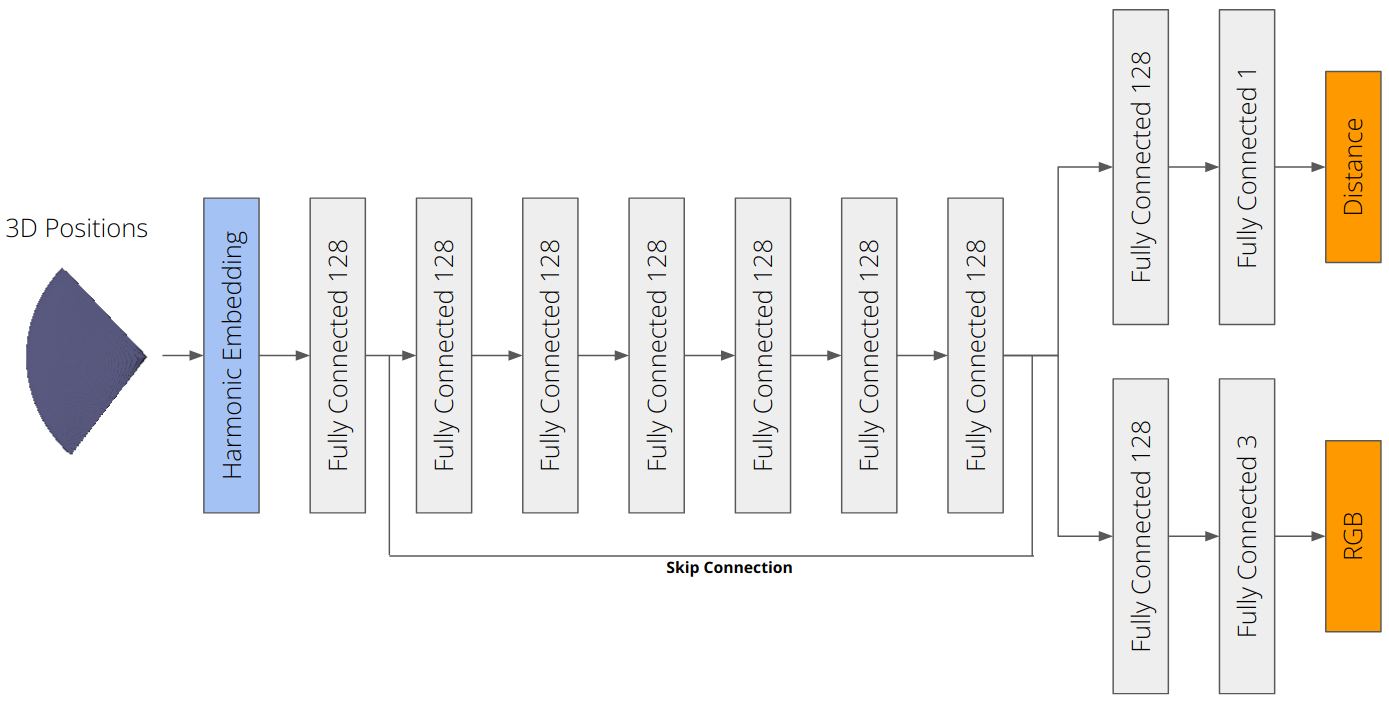 3D Positions
Harmonic Embedding
Fully Connected 128
Fully Connected 128
Fully Connected 128
Fully Connected 128
Fully Connected 128
Fully Connected 128
Fully Connected 128
Skip Connection
Fully Connected 128
Fully Connected 1
Distance
Fully Connected 128
Fully Connected 3
RGB